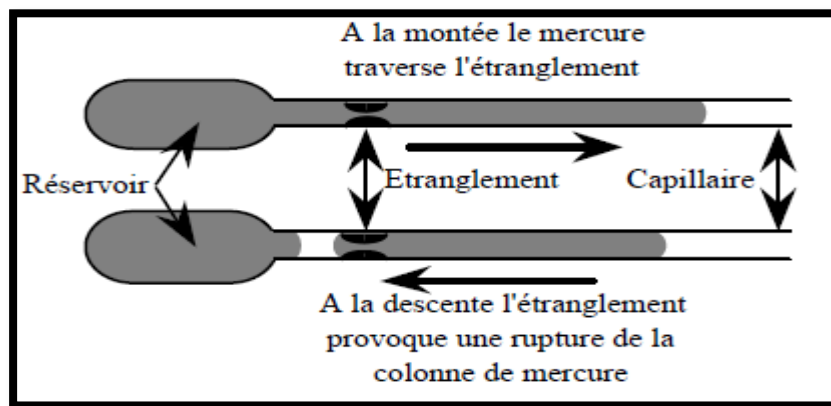 A la montée le mercure
traverse l'étranglement
Réservoir
Etranglement
Capillaire
A la descente l'étranglement
provoque une rupture de la
colonne de mercure